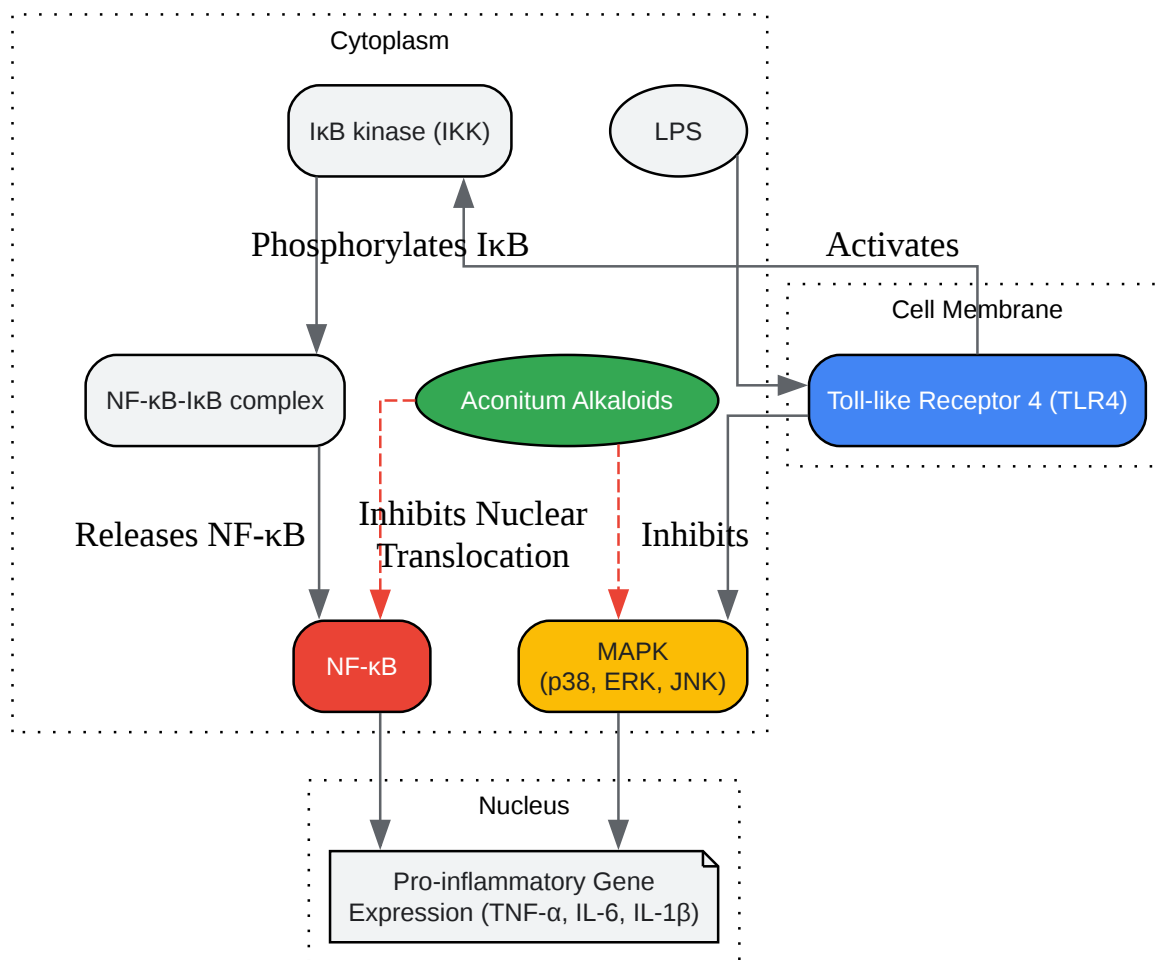 Cytoplasm
IκB kinase (IKK)
LPS
Phosphorylates IκB
Activates
Cell Membrane
NF-κB-IκB complex
Aconitum Alkaloids
Toll-like Receptor 4 (TLR4)
Releases NF-κB
Inhibits Nuclear
Translocation
Inhibits
NF-κB
MAPK
(p38, ERK, JNK)
Nucleus
Pro-inflammatory Gene
Expression (TNF-α, IL-6, IL-1β)